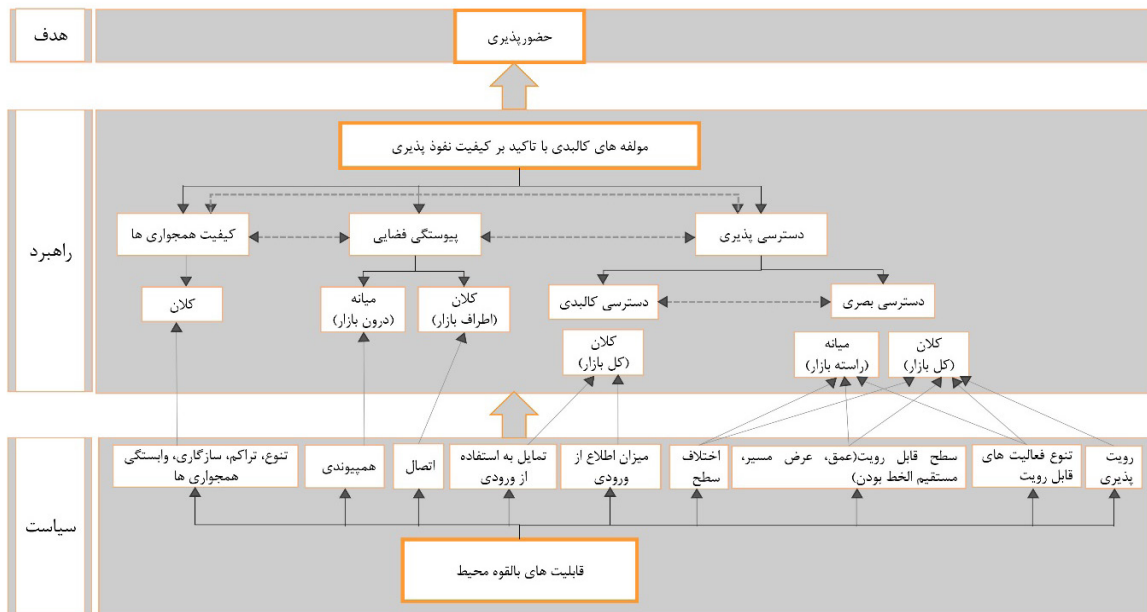 هدف
حضورپذیری
راهبرد
مولفه های کالبدی با تاکید بر کیفیت نفوذ پذیری
دسترسی پذیری
پیوستگی فضایی
کیفیت همجواری ها
دسترسی بصری
دسترسی کالبدی
کلان
(اطراف بازار)
میانه
(درون بازار)
کلان
کلان
(کل بازار)
میانه
(راسته بازار)
کلان
(کل بازار)
سیاست
رویت
پذیری
تنوع فعالیت های
قابل رویت
سطح قابل رویت(عمق، عرض مسیر،
مستقیم الخط بودن)
اختلاف
سطح
میزان اطلاع از
ورودی
تمایل به استفاده
از ورودی
اتصال
همپیوندی
تنوع، تراکم، سازگاری، وابستگی
همجواری ها
قابلیت های بالقوه محیط